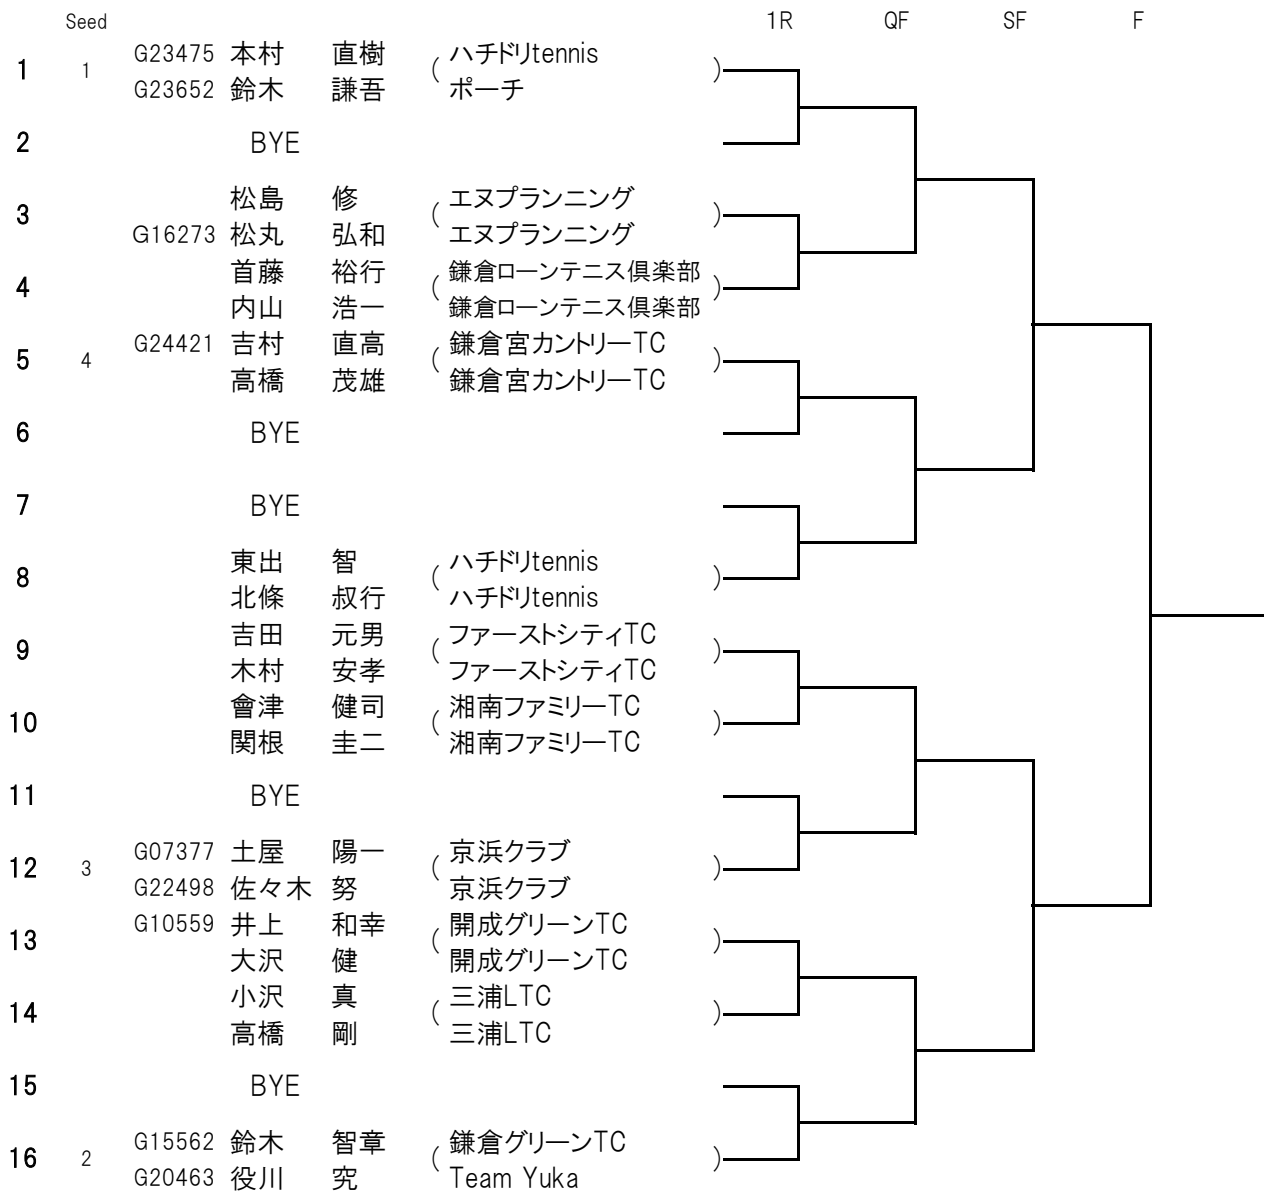 Seed 1R QF SF F
1 1 G23475 本村 直樹 ( ハチドリtennis )
G23652 鈴木 謙吾 ポーチ
2 BYE
3 松島 修 ( エヌプランニング )
G16273 松丸 弘和 エヌプランニング
4 首藤 裕行 ( 鎌倉ローンテニス倶楽部 )
内山 浩一 鎌倉ローンテニス倶楽部
5 4 G24421 吉村 直高 ( 鎌倉宮カントリーTC )
高橋 茂雄 鎌倉宮カントリーTC
6 BYE
7 BYE
8 東出 智 ( ハチドリtennis )
北條 叔行 ハチドリtennis
9 吉田 元男 ( ファーストシティTC )
木村 安孝 ファーストシティTC
10 會津 健司 ( 湘南ファミリーTC )
関根 圭二 湘南ファミリーTC
11 BYE
12 3 G07377 土屋 陽一 ( 京浜クラブ )
G22498 佐々木 努 京浜クラブ
13 G10559 井上 和幸 ( 開成グリーンTC )
大沢 健 開成グリーンTC
14 小沢 真 ( 三浦LTC )
高橋 剛 三浦LTC
15 BYE
16 2 G15562 鈴木 智章 ( 鎌倉グリーンTC )
G20463 役川 究 Team Yuka